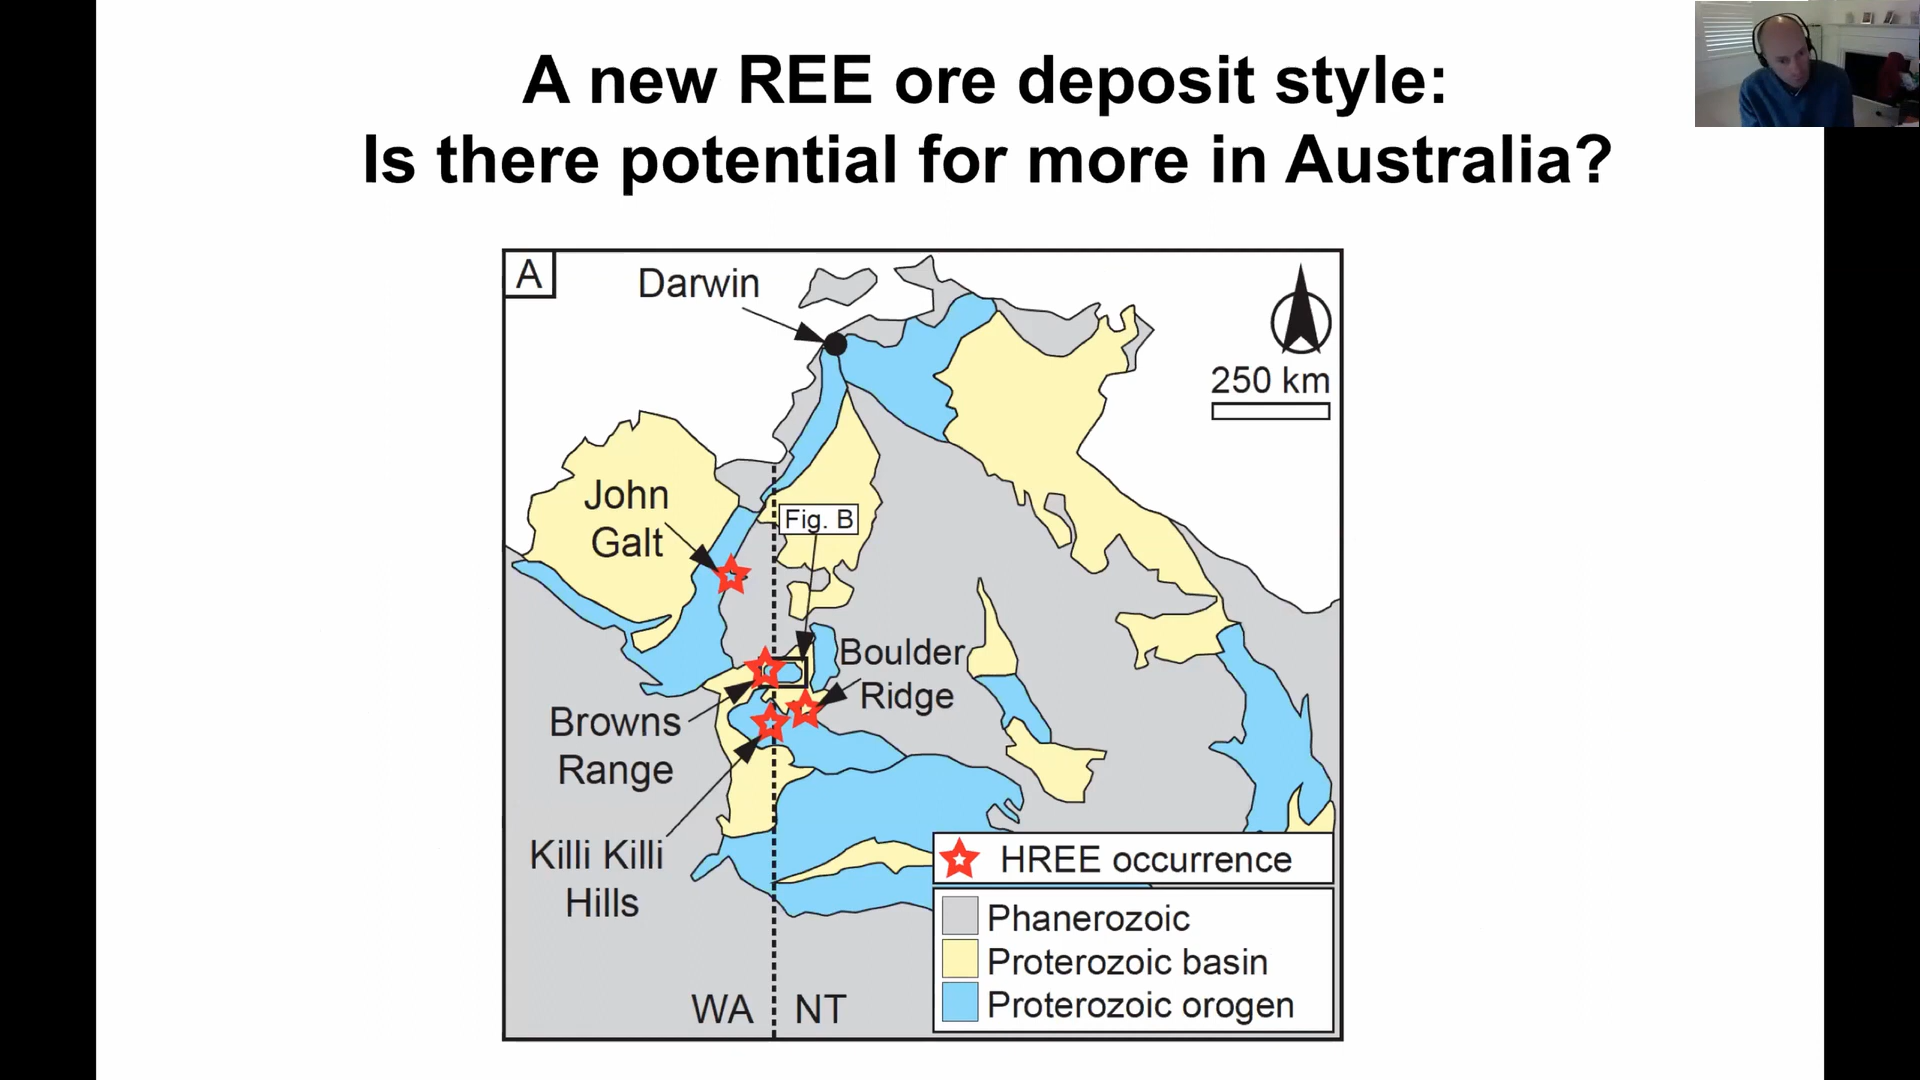 A new REE ore deposit style:
Is there potential for more in Australia?
A
Darwin
250 km
John
Galt
Fig. B
Boulder
Ridge
Browns
Range
Killi Killi
Hills
HREE occurrence
Phanerozoic
Proterozoic basin
Proterozoic orogen
WA
NT